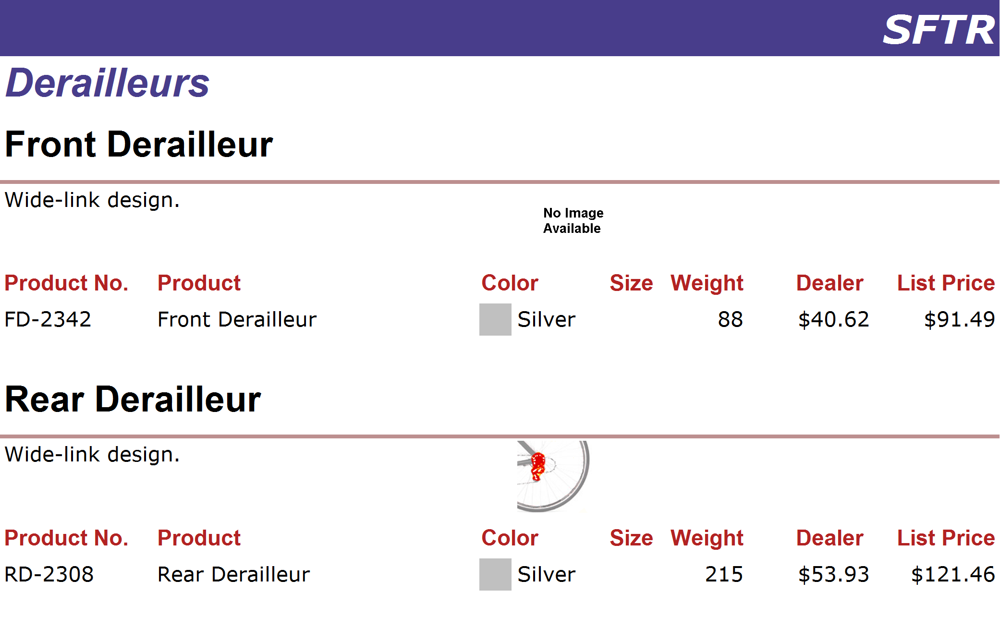 SFTR
Derailleurs
Front Derailleur
Wide-link design.
No Image
Available
Product No. Product Color Size Weight Dealer List Price
FD-2342 Front Derailleur Silver 88 $40.62 $91.49
Rear Derailleur
Wide-link design.
Product No. Product Color Size Weight Dealer List Price
RD-2308 Rear Derailleur Silver 215 $53.93 $121.46